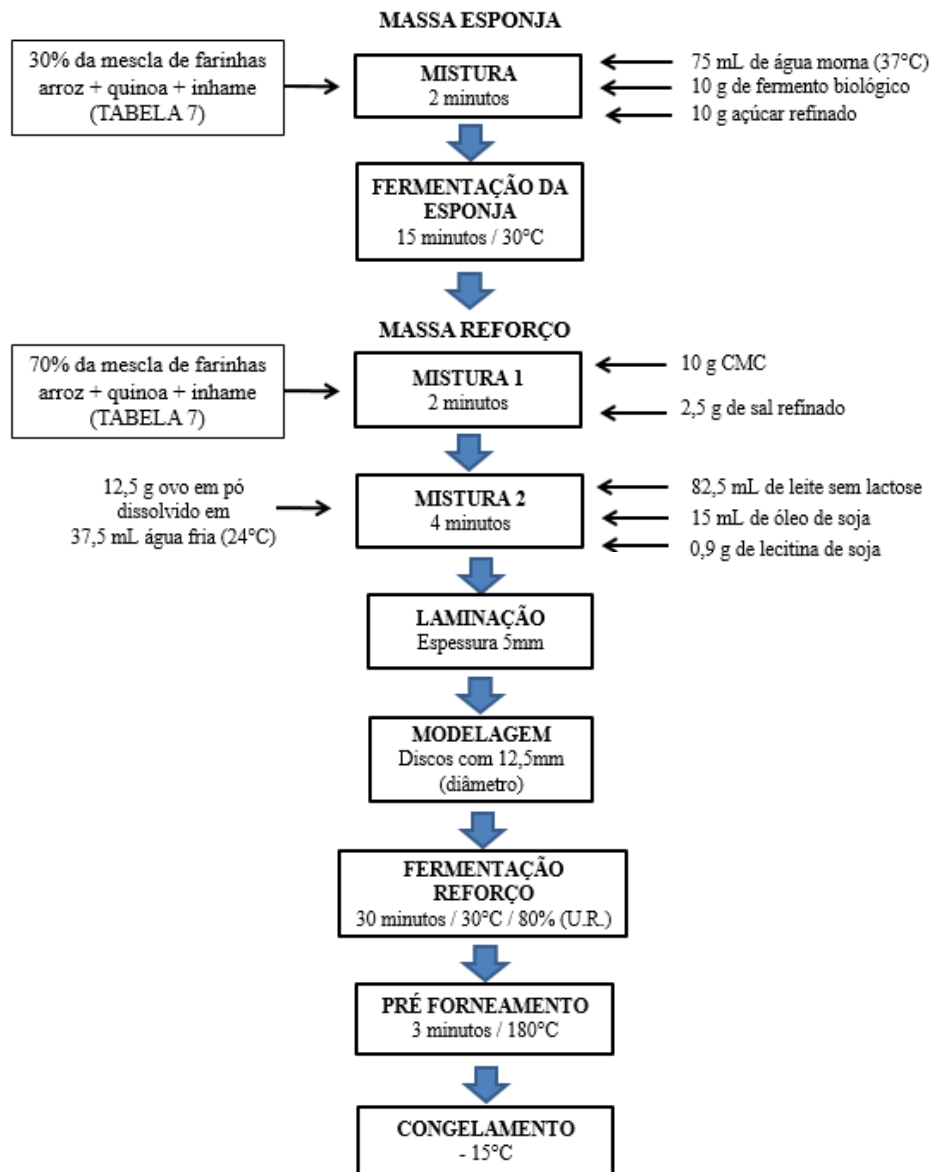 MASSA ESPONJA
30% da mescla de farinhas
arroz + quinoa + inhame
(TABELA 7)
MISTURA
2 minutos
75 mL de água morna (37°C)
10 g de fermento biológico
10 g açúcar refinado
FERMENTAÇÃO DA
ESPONJA
15 minutos / 30°C
MASSA REFORÇO
70% da mescla de farinhas
arroz + quinoa + inhame
(TABELA 7)
MISTURA 1
2 minutos
10 g CMC
2,5 g de sal refinado
12,5 g ovo em pó
dissolvido em
37,5 mL água fria (24°C)
MISTURA 2
4 minutos
82,5 mL de leite sem lactose
15 mL de óleo de soja
0,9 g de lecitina de soja
LAMINAÇÃO
Espessura 5mm
MODELAGEM
Discos com 12,5mm
(diâmetro)
FERMENTAÇÃO
REFORÇO
30 minutos / 30°C / 80% (U.R.)
PRÉ FORNEAMENTO
3 minutos / 180°C
CONGELAMENTO
- 15°C